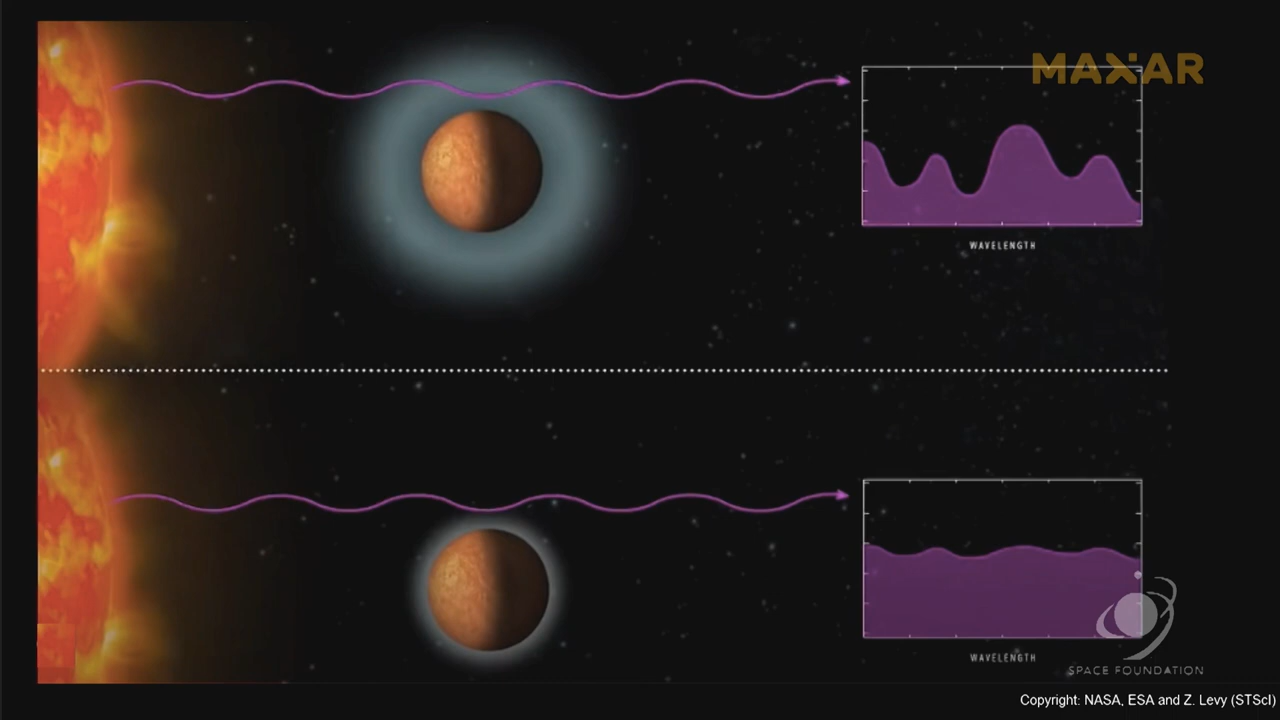 MAXAR
WAVELENGTH
WAVELENGTH
SPACE FOUNDATION
Copyright: NASA, ESA and Z. Levy (STScI)